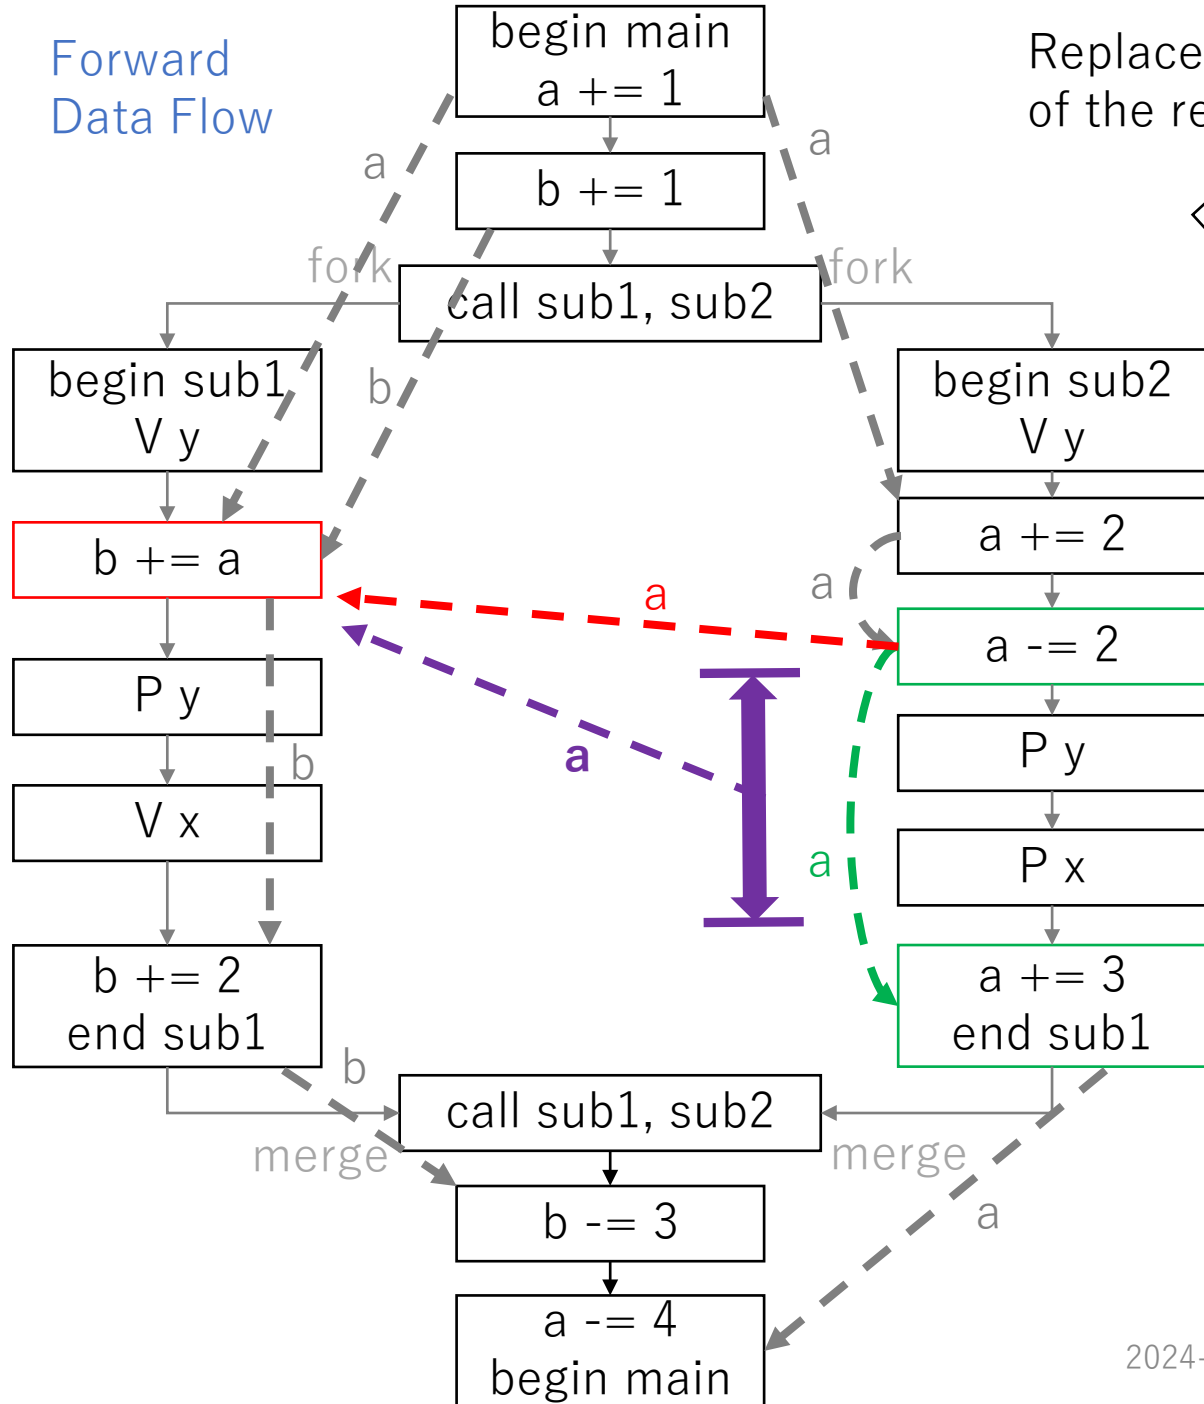 Forward
Data Flow
begin main
a += 1
Replace
of the re
a
a
b += 1
fork
fork
call sub1, sub2
begin sub1
V y
b
begin sub2
V y
b += a
a += 2
a
a
a -= 2
P y
a
b
P y
V x
a
P x
b += 2
end sub1
a += 3
end sub1
b
call sub1, sub2
merge
merge
b -= 3
a
a -= 4
begin main
2024-